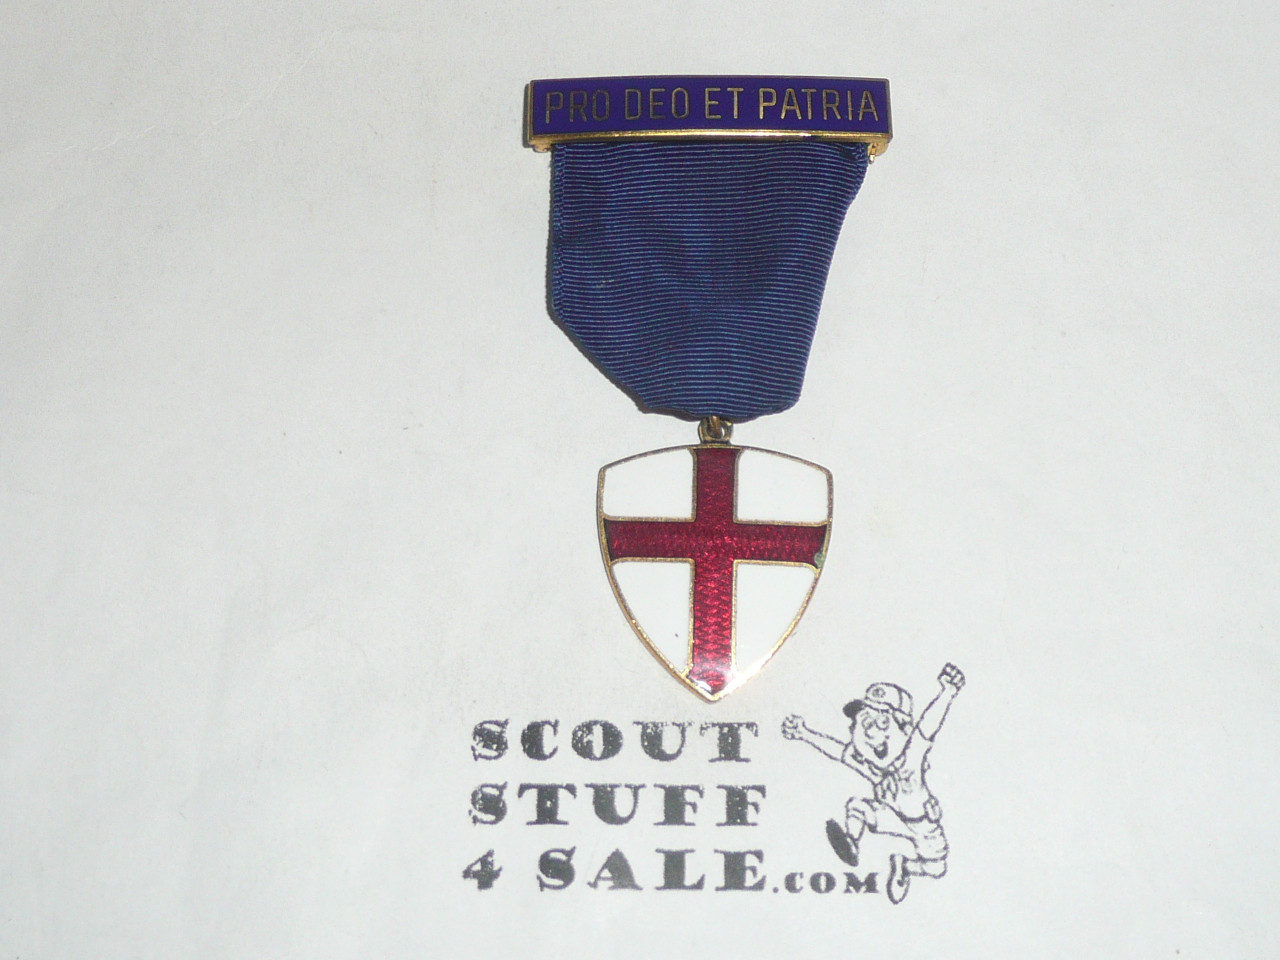 PRO DEO ET PATRIA
SCOUT
STUFF
4 SALE.COM